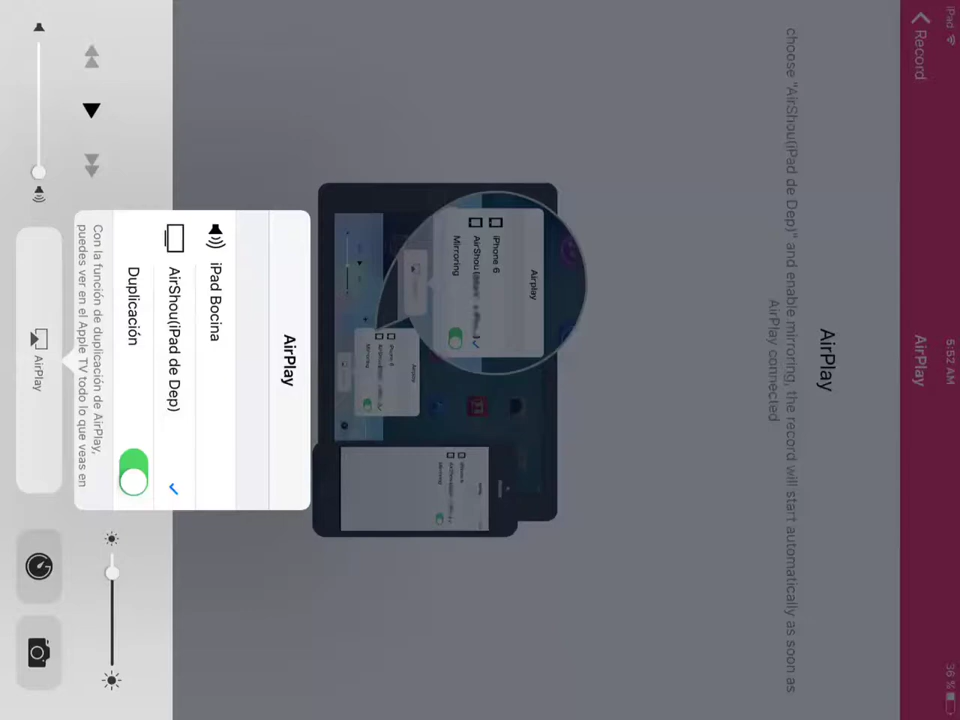 iPad
5:52 AM
36 %
Record
AirPlay
AirPlay
choose "AirShou(iPad de Dep)" and enable mirroring, the record will start automatically as soon as
AirPlay connected
Airplay
iPhone 6
AirShou
Mirroring
AirPlay
iPad Bocina
AirShou(iPad de Dep)
Duplicación
Con la función de duplicación de AirPlay,
puedes ver en el Apple TV todo lo que veas en
AirPlay